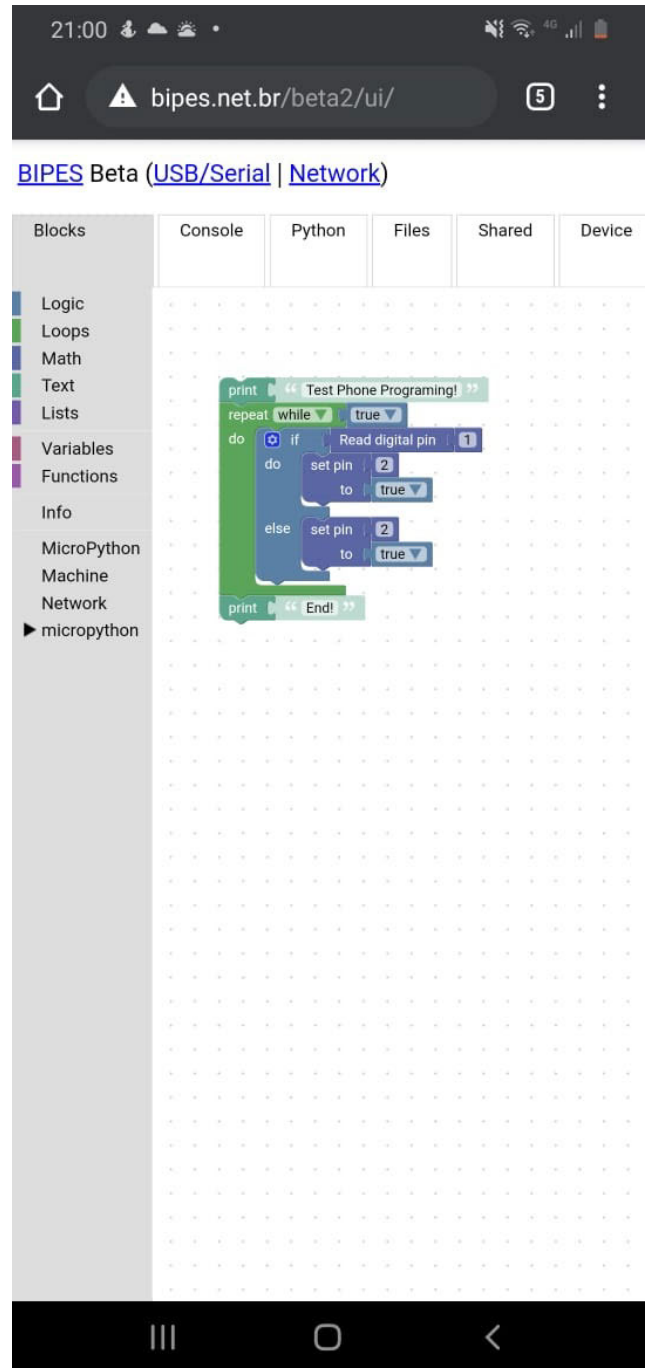 21:00 4G
bipes.net.br/beta2/ui/ 5
BIPES Beta (USB/Serial | Network)
Blocks Console Python Files Shared Device
Logic
Loops
Math
Text
Lists
Variables
Functions
Info
MicroPython
Machine
Network
micropython
print “ Test Phone Programing! ”
repeat while true
do if Read digital pin 1
do set pin 2
to true
else set pin 2
to true
print “ End! ”